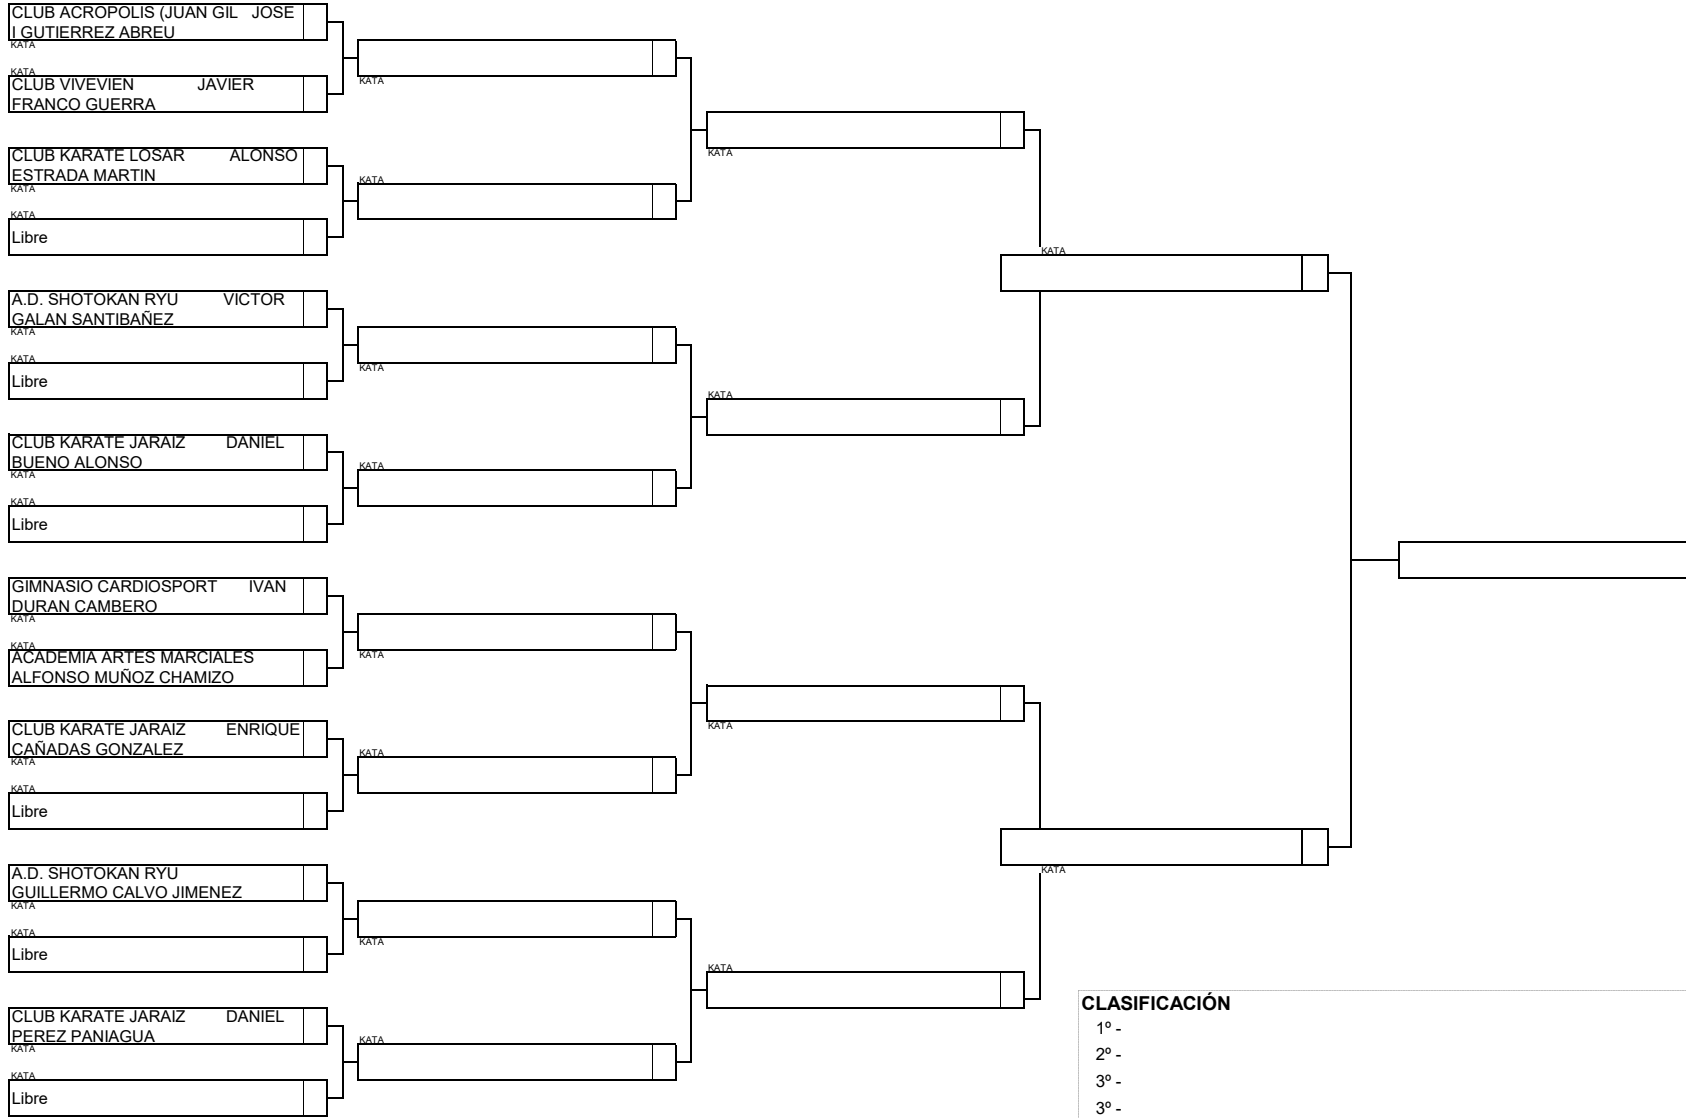 CLUB ACROPOLIS (JUAN GIL JOSE
I GUTIERREZ ABREU
KATA
KATA
CLUB VIVEVIEN JAVIER
FRANCO GUERRA
KATA
CLUB KARATE LOSAR ALONSO
ESTRADA MARTIN
KATA
KATA
Libre
KATA
KATA
A.D. SHOTOKAN RYU VICTOR
GALAN SANTIBAÑEZ
KATA
KATA
Libre
KATA
CLUB KARATE JARAIZ DANIEL
BUENO ALONSO
KATA
KATA
Libre
KATA
KATA
KATA
GIMNASIO CARDIOSPORT IVAN
DURAN CAMBERO
KATA
KATA
ACADEMIA ARTES MARCIALES
ALFONSO MUÑOZ CHAMIZO
KATA
CLUB KARATE JARAIZ ENRIQUE
CAÑADAS GONZALEZ
KATA
KATA
Libre
KATA
KATA
A.D. SHOTOKAN RYU
GUILLERMO CALVO JIMENEZ
KATA
KATA
Libre
KATA
CLUB KARATE JARAIZ DANIEL
PEREZ PANIAGUA
KATA
KATA
Libre
KATA
KATA
KATA
CLASIFICACIÓN
1º -
2º -
3º -
3º -